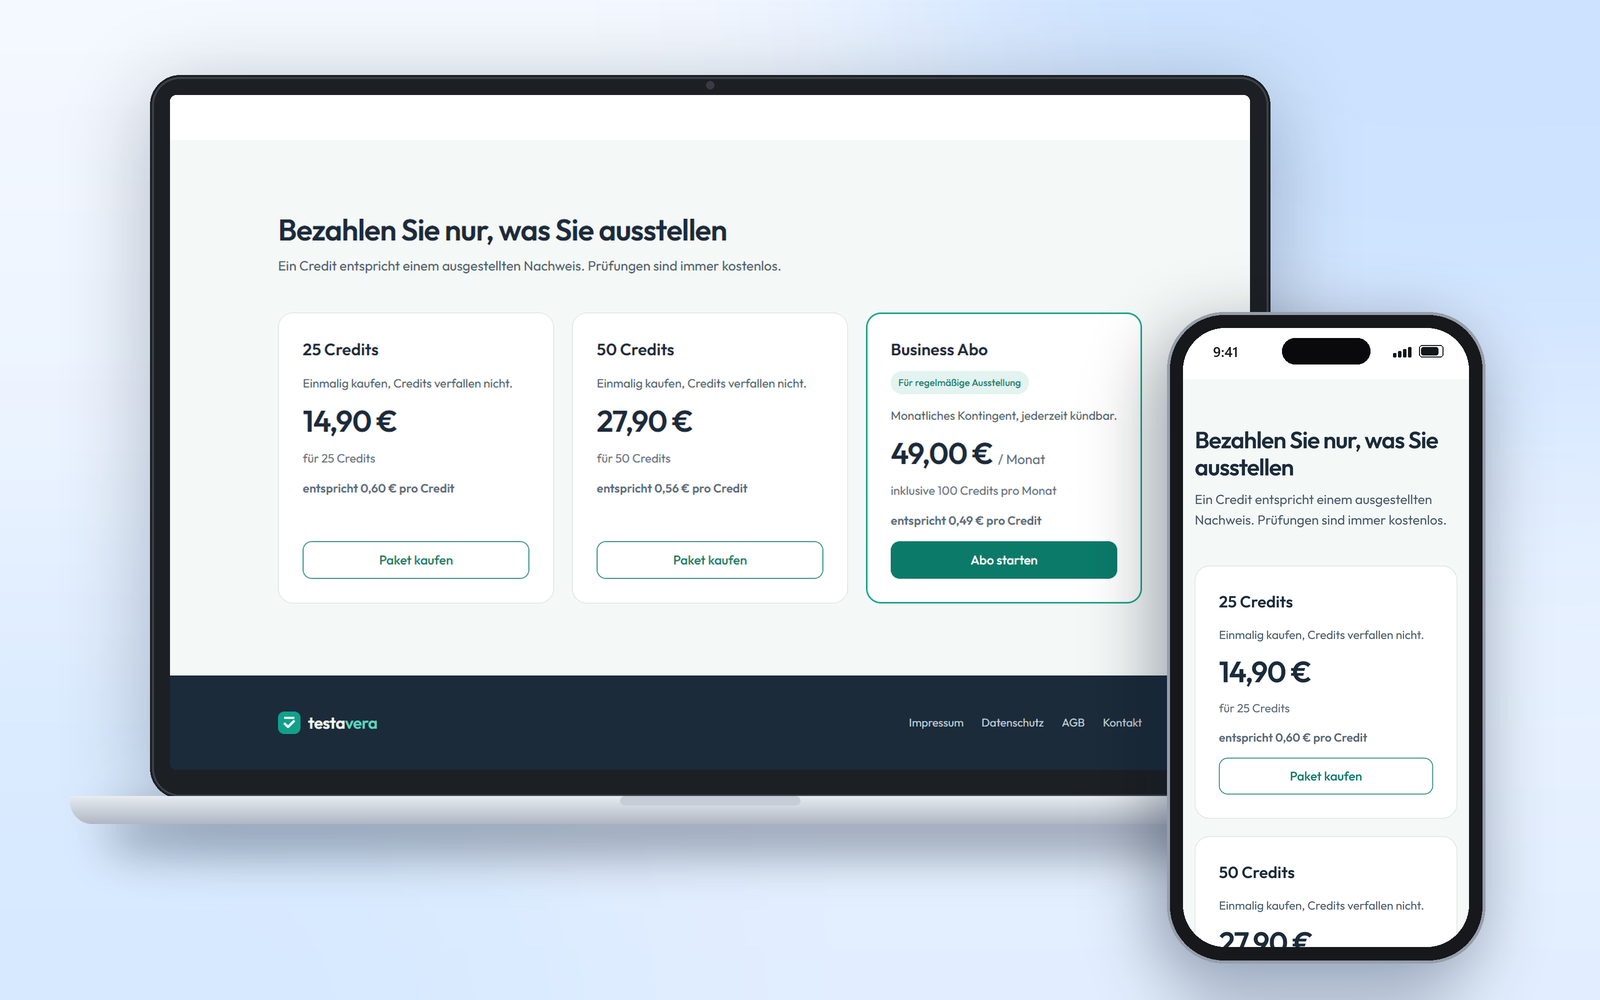 Bezahlen Sie nur, was Sie ausstellen
Ein Credit entspricht einem ausgestellten Nachweis. Prüfungen sind immer kostenlos.
25 Credits
Einmalig kaufen, Credits verfallen nicht.
14,90 €
für 25 Credits
entspricht 0,60 € pro Credit
Paket kaufen
50 Credits
Einmalig kaufen, Credits verfallen nicht.
27,90 €
für 50 Credits
entspricht 0,56 € pro Credit
Paket kaufen
Business Abo
Für regelmäßige Ausstellung
Monatliches Kontingent, jederzeit kündbar.
49,00 € / Monat
inklusive 100 Credits pro Monat
entspricht 0,49 € pro Credit
Abo starten
testavera
Impressum Datenschutz AGB Kontakt
9:41
Bezahlen Sie nur, was Sie
ausstellen
Ein Credit entspricht einem ausgestellten
Nachweis. Prüfungen sind immer kostenlos.
25 Credits
Einmalig kaufen, Credits verfallen nicht.
14,90 €
für 25 Credits
entspricht 0,60 € pro Credit
Paket kaufen
50 Credits
Einmalig kaufen, Credits verfallen nicht.
27,90 €